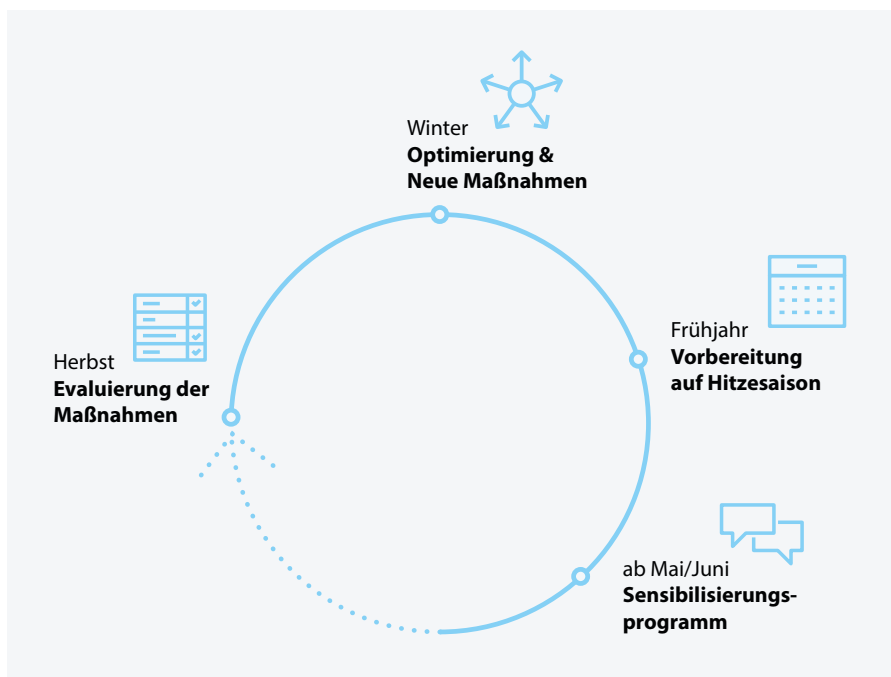 Winter
Optimierung &
Neue Maßnahmen
Frühjahr
Vorbereitung
auf Hitzesaison
ab Mai/Juni
Sensibilisierungs-
programm
Herbst
Evaluierung der
Maßnahmen